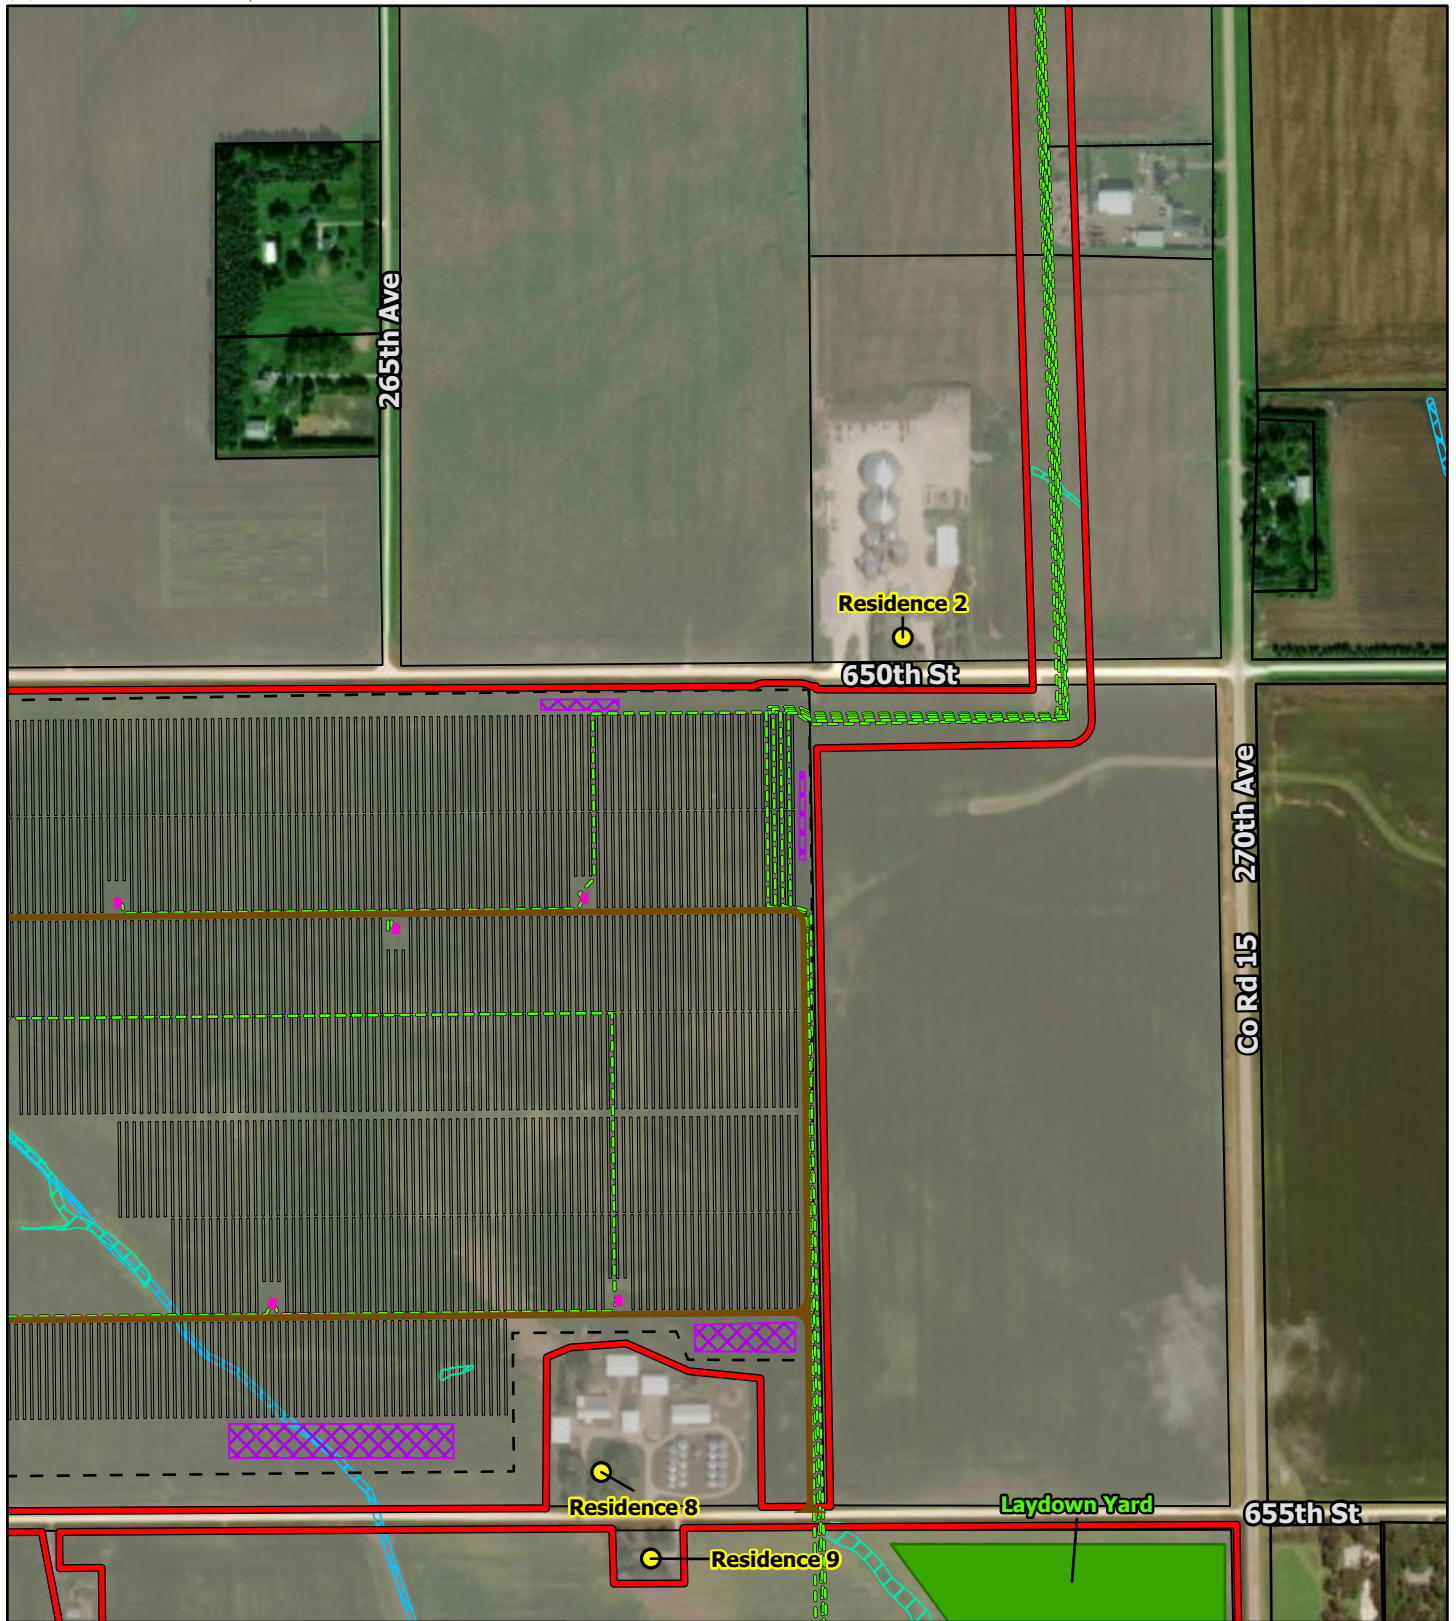 265th Ave
Residence 2
650th St
270th Ave
Co Rd 15
Laydown Yard
Residence 8
655th St
Residence 9